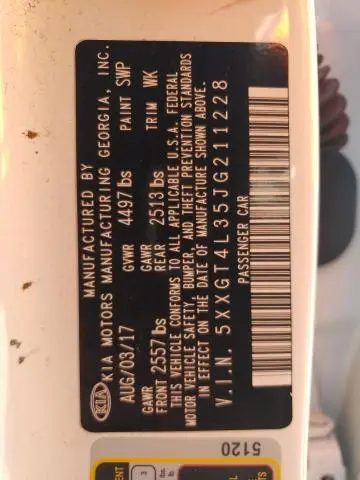 MANUFACTURED BY
KIA KIA MOTORS MANUFACTURING GEORGIA, INC.
AUG/03/17 GVWR 4497 lbs PAINT SWP
GAWR FRONT 2557 lbs GAWR REAR 2513 lbs TRIM WK
THIS VEHICLE CONFORMS TO ALL APPLICABLE U.S.A. FEDERAL
MOTOR VEHICLE SAFETY, BUMPER, AND THEFT PREVENTION STANDARDS
IN EFFECT ON THE DATE OF MANUFACTURE SHOWN ABOVE.
V.I.N. 5XXGT4L35JG211228
PASSENGER CAR
5120